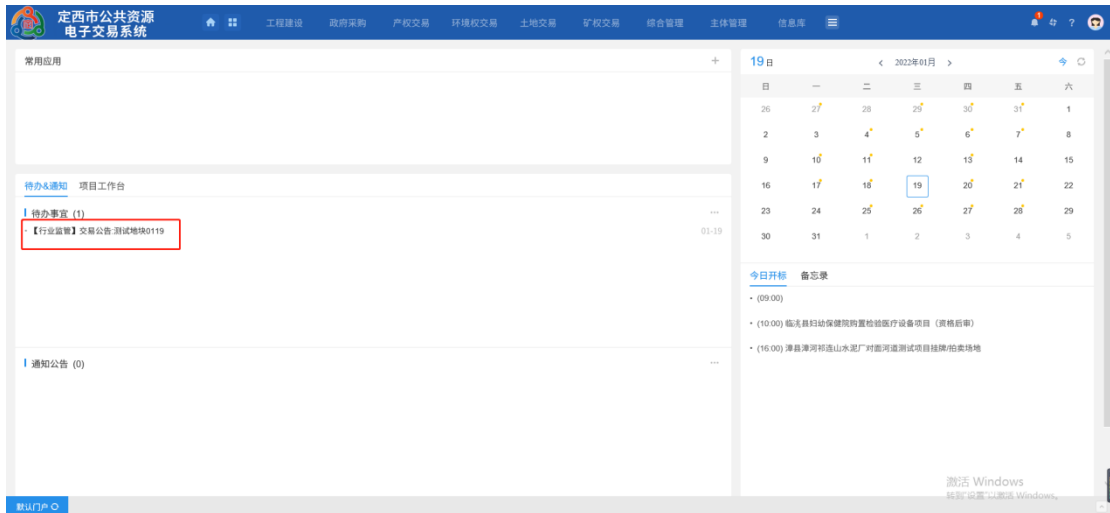 定西市公共资源
电子交易系统
工程建设 政府采购 产权交易 环境权交易 土地交易 矿权交易 综合管理 主体管理 信息库
1
?
常用应用
+
待办&通知 项目工作台
待办事宜 (1)
...
·【行业监管】交易公告:测试地块0119
01-19
通知公告 (0)
...
19日
< 2022年01月 >
今
日 一 二 三 四 五 六
26 27 28 29 30 31 1
2 3 4 5 6 7 8
9 10 11 12 13 14 15
16 17 18 19 20 21 22
23 24 25 26 27 28 29
30 31 1 2 3 4 5
今日开标 备忘录
• (09:00)
• (10:00) 临洮县妇幼保健院购置检验医疗设备项目（资格后审）
• (16:00) 漳县漳河祁连山水泥厂对面河道测试项目挂牌/拍卖场地
激活 Windows
转到"设置"以激活 Windows。
默认门户